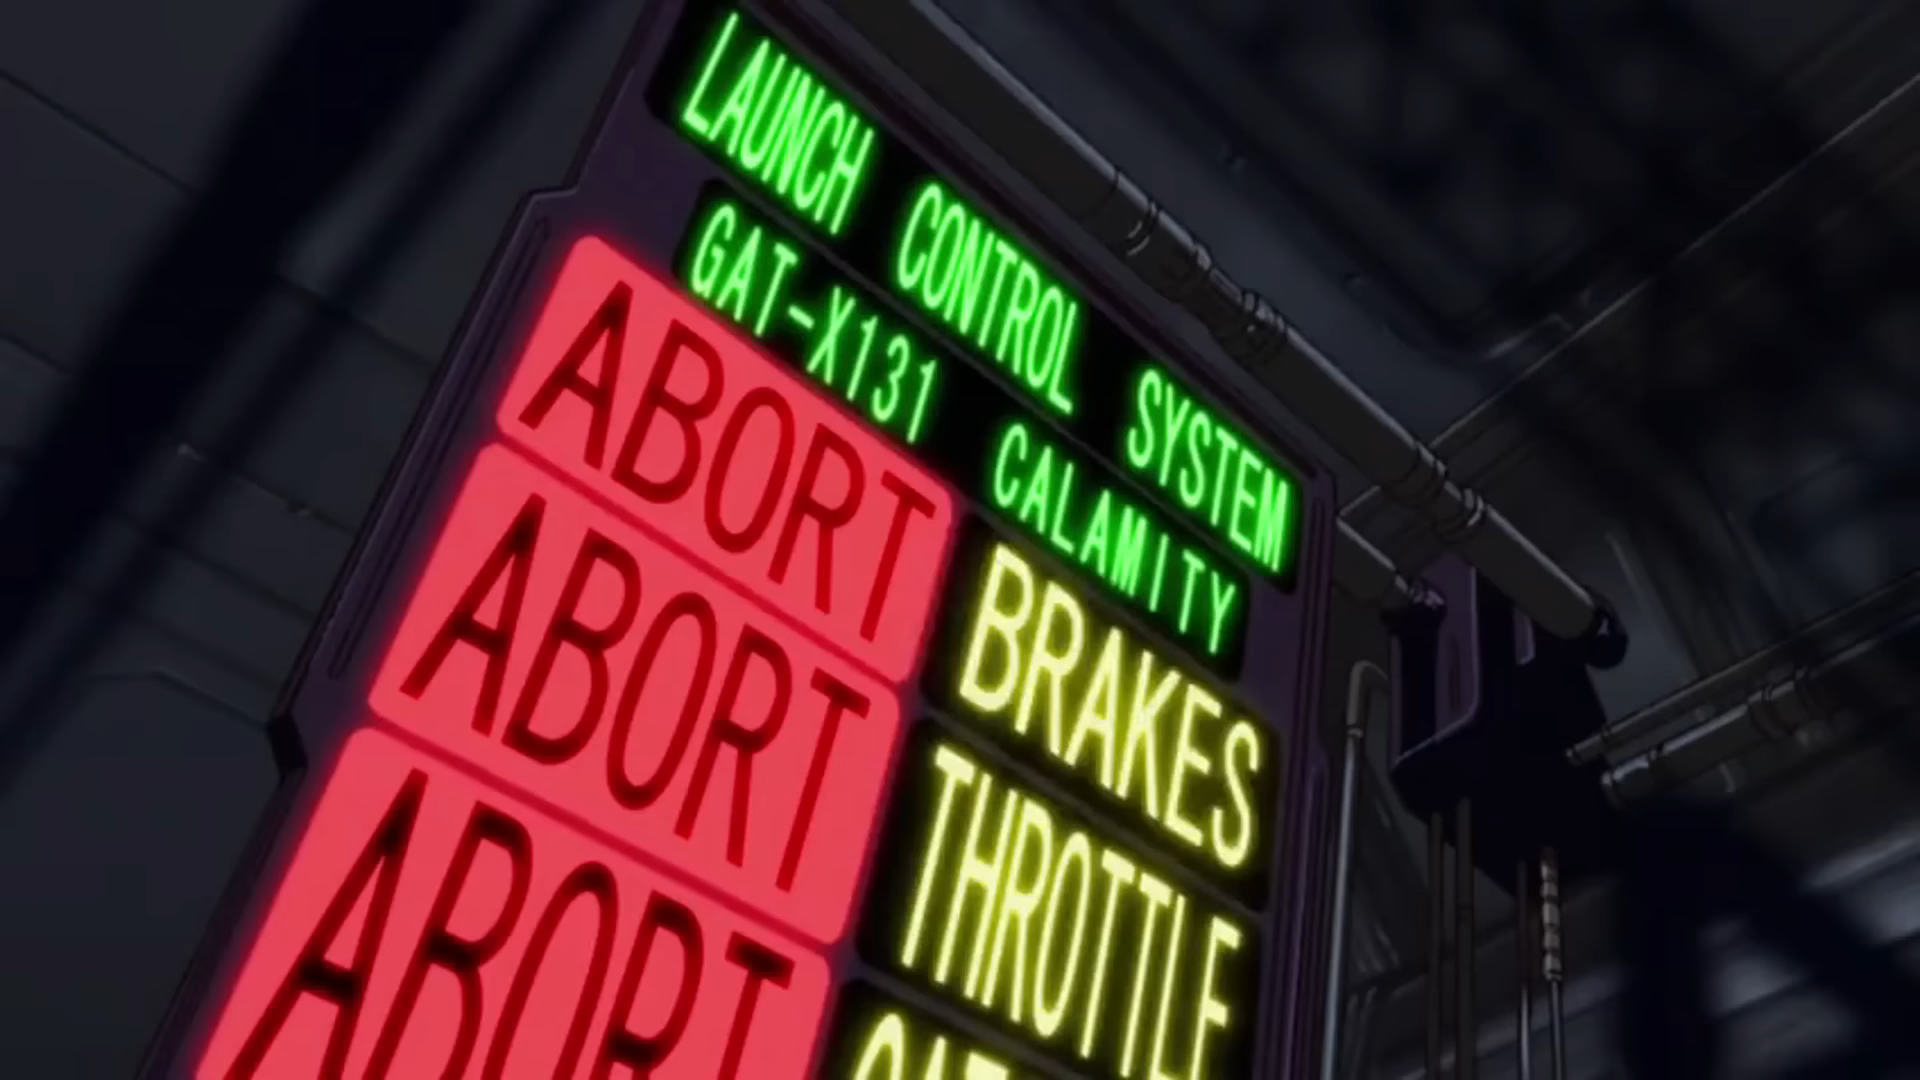 LAUNCH CONTROL SYSTEM
GAT-X131 CALAMITY
ABORT BRAKES
ABORT THROTTLE
ABORT